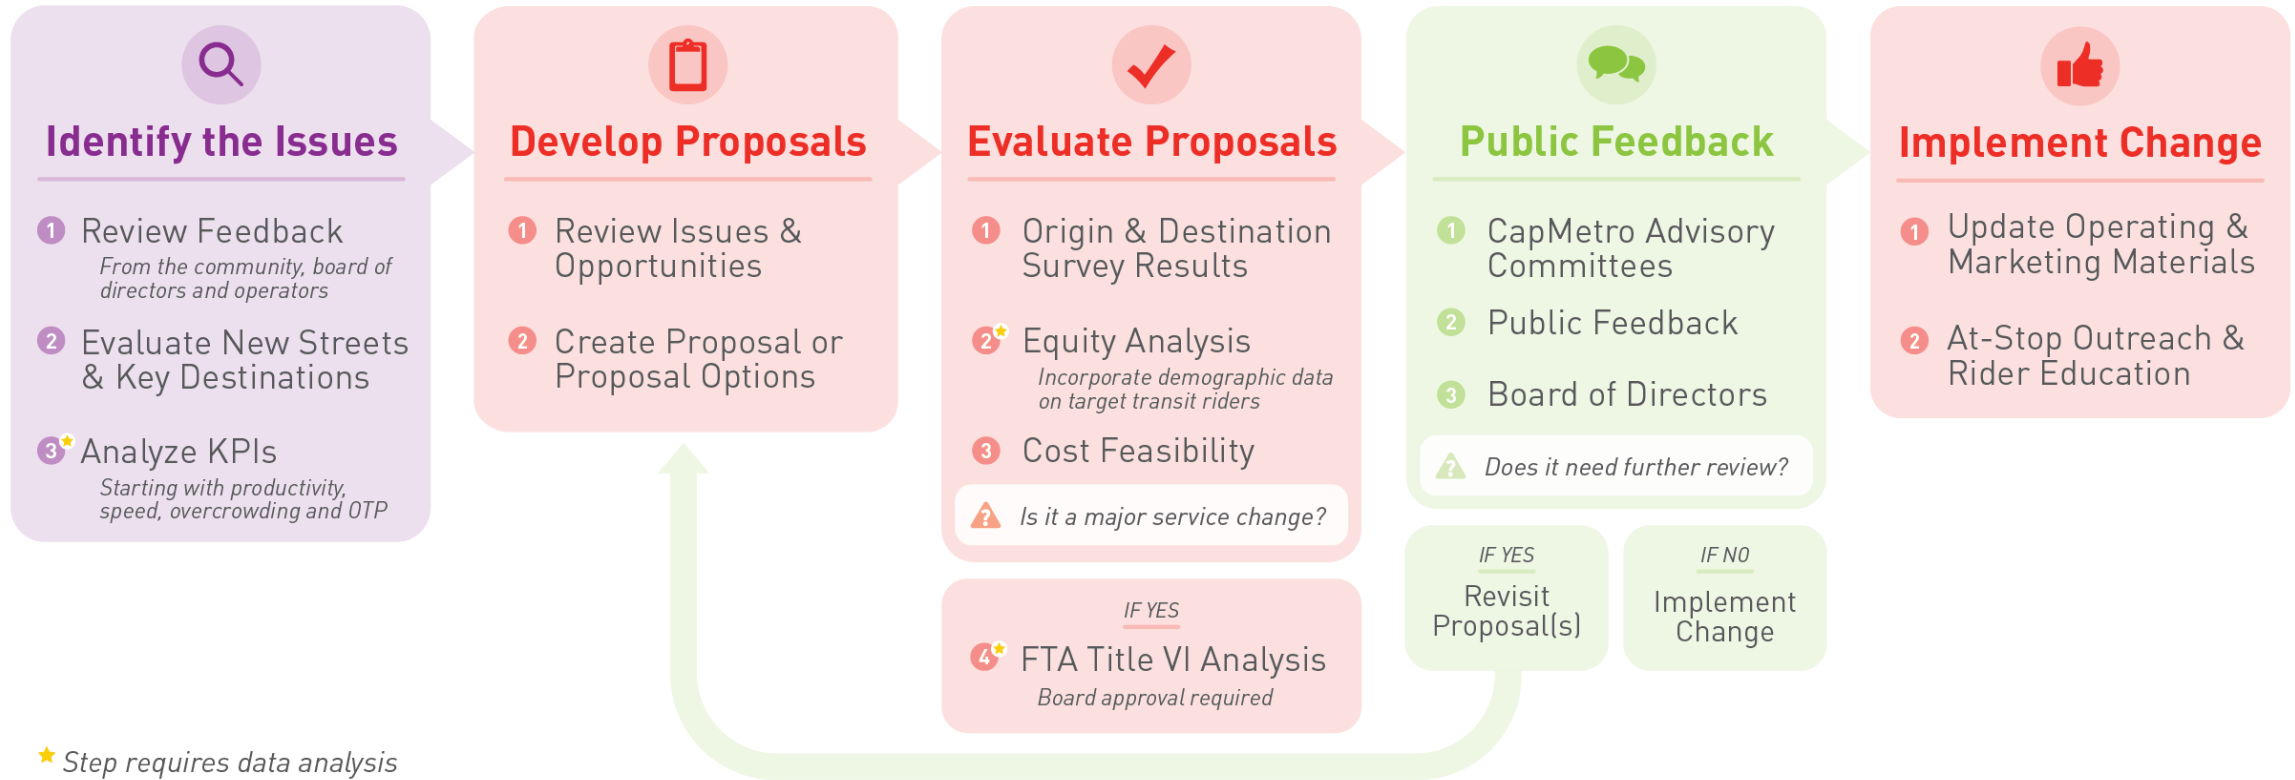 Identify the Issues
1 Review Feedback
From the community, board of
directors and operators
2 Evaluate New Streets
& Key Destinations
3 Analyze KPIs
Starting with productivity,
speed, overcrowding and OTP
Develop Proposals
1 Review Issues &
Opportunities
2 Create Proposal or
Proposal Options
Evaluate Proposals
1 Origin & Destination
Survey Results
2 Equity Analysis
Incorporate demographic data
on target transit riders
3 Cost Feasibility
? Is it a major service change?
IF YES
4 FTA Title VI Analysis
Board approval required
Public Feedback
1 CapMetro Advisory
Committees
2 Public Feedback
3 Board of Directors
? Does it need further review?
IF YES
Revisit
Proposal(s)
IF NO
Implement
Change
Implement Change
1 Update Operating &
Marketing Materials
2 At-Stop Outreach &
Rider Education
Step requires data analysis